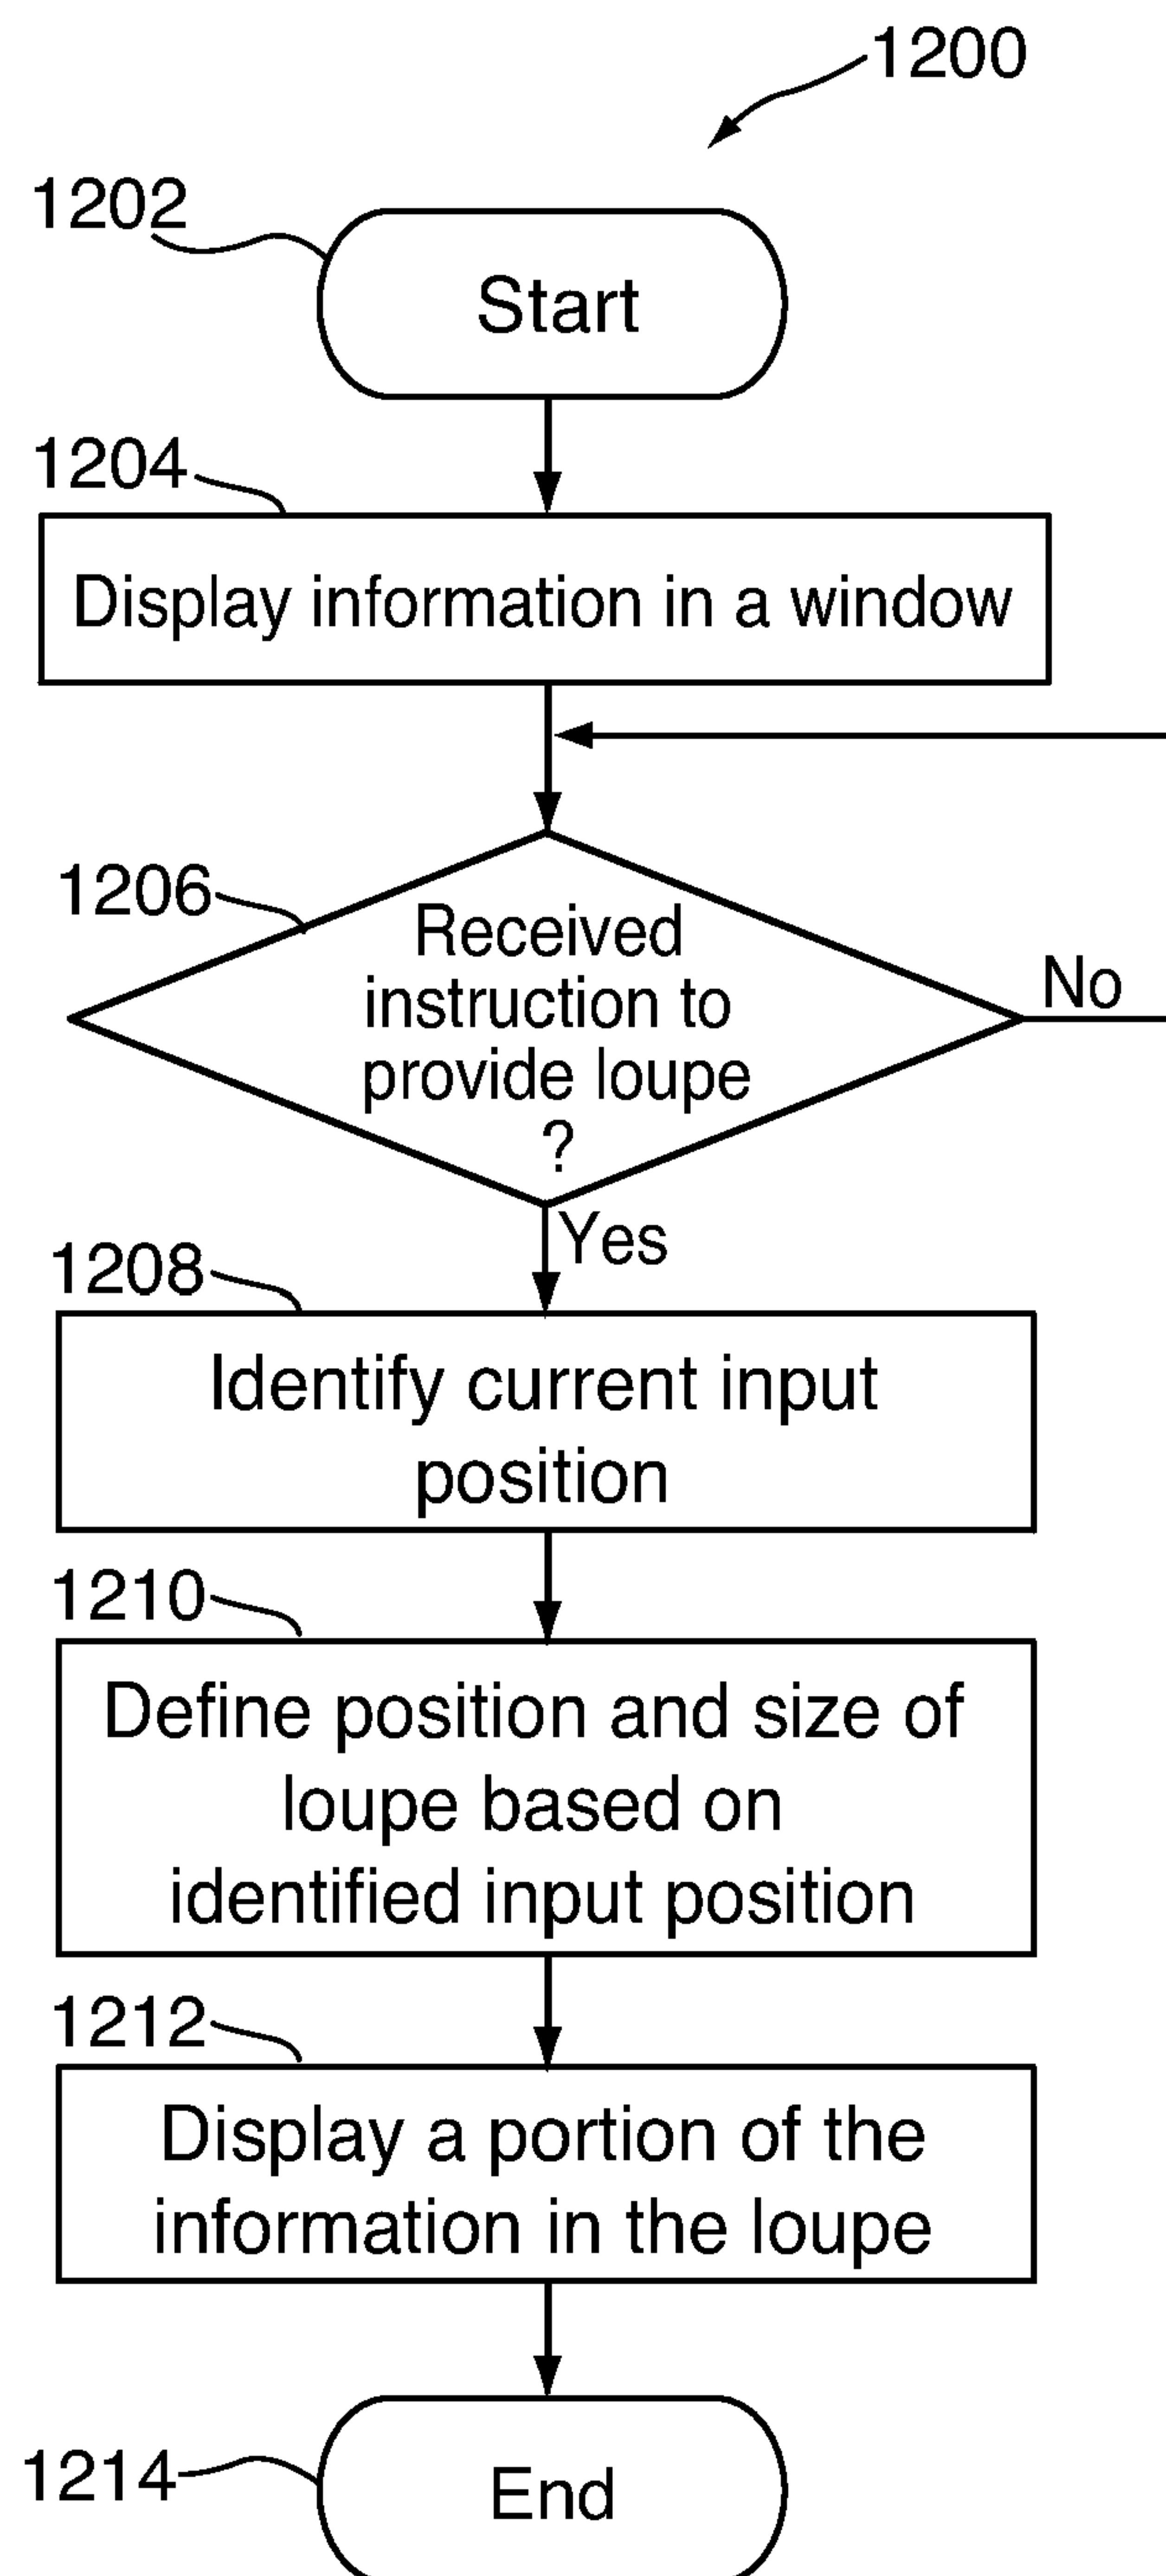 1200
1202
Start
1204
Display information in a window
1206
Received
instruction to
provide loupe
?
No
Yes
1208
Identify current input
position
1210
Define position and size of
loupe based on
identified input position
1212
Display a portion of the
information in the loupe
1214
End